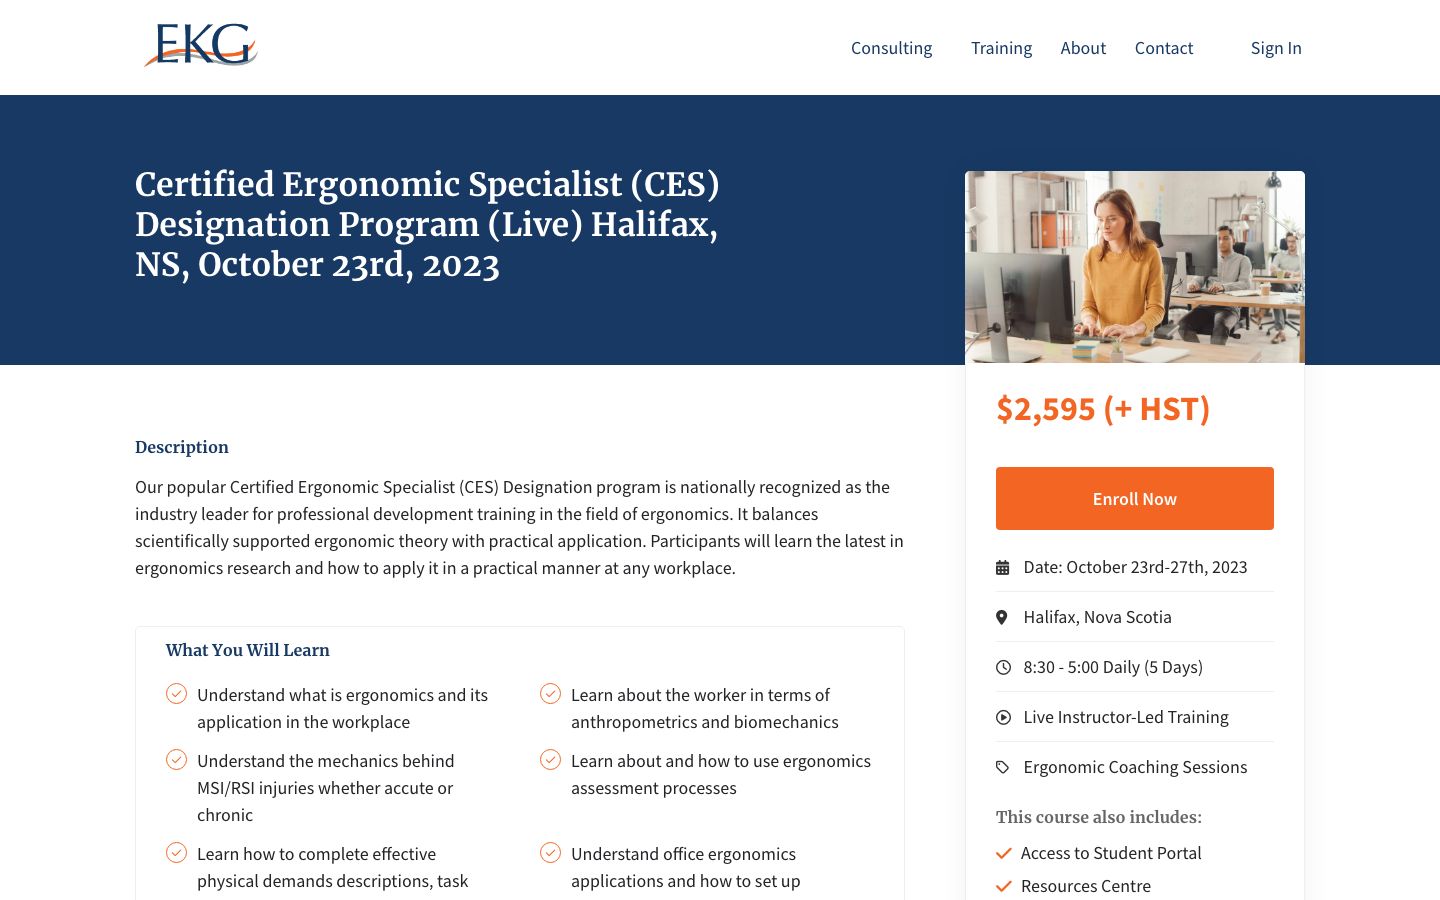 EKG
Consulting
Training
About
Contact
Sign In
Certified Ergonomic Specialist (CES)
Designation Program (Live) Halifax,
NS, October 23rd, 2023
$2,595 (+ HST)
Enroll Now
Date: October 23rd-27th, 2023
Halifax, Nova Scotia
8:30 - 5:00 Daily (5 Days)
Live Instructor-Led Training
Ergonomic Coaching Sessions
This course also includes:
Access to Student Portal
Resources Centre
Description
Our popular Certified Ergonomic Specialist (CES) Designation program is nationally recognized as the
industry leader for professional development training in the field of ergonomics. It balances
scientifically supported ergonomic theory with practical application. Participants will learn the latest in
ergonomics research and how to apply it in a practical manner at any workplace.
What You Will Learn
Understand what is ergonomics and its
application in the workplace
Learn about the worker in terms of
anthropometrics and biomechanics
Understand the mechanics behind
MSI/RSI injuries whether accute or
chronic
Learn about and how to use ergonomics
assessment processes
Learn how to complete effective
physical demands descriptions, task
Understand office ergonomics
applications and how to set up